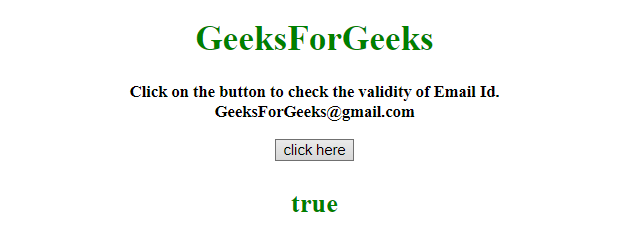 GeeksForGeeks
Click on the button to check the validity of Email Id.
GeeksForGeeks@gmail.com
click here
true